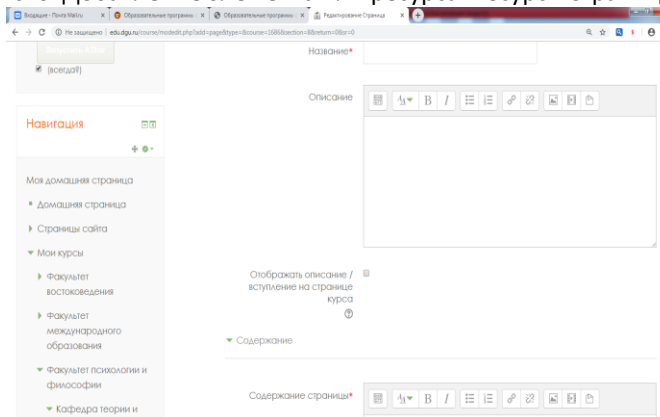 Входящие - Почта Mail.ru
Образовательные программы
Образовательные программы
Редактирование Страница
Не защищено | edu.dgu.ru/course/modedit.php?add=page&type=&course=1686&section=8&return=0&sr=0
(всегда?)
Название*
Описание
Навигация
Моя домашняя страница
Домашняя страница
Страницы сайта
Мои курсы
Факультет
востоковедения
Факультет
международного
образования
Факультет психологии и
философии
Кафедра теории и
Отображать описание /
вступление на странице
курса
Содержание
Содержание страницы*